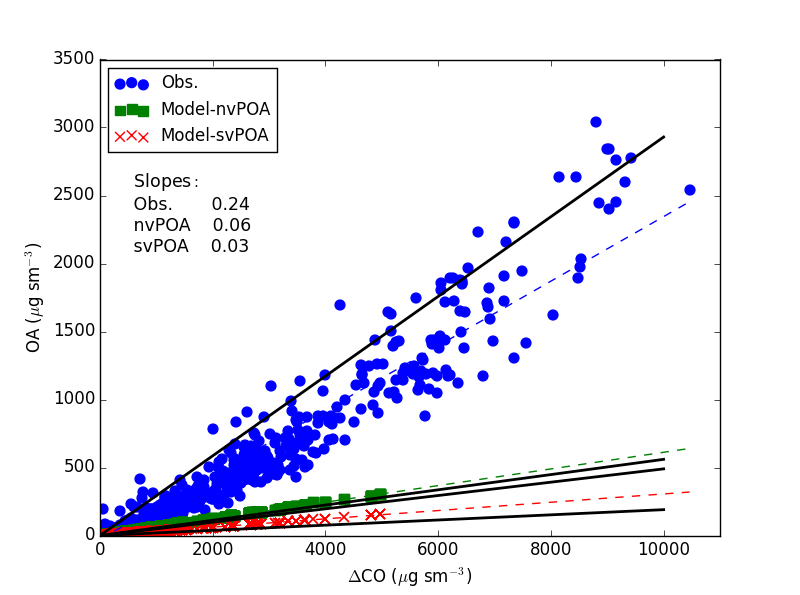 3500
3000
2500
2000
1500
1000
500
0
OA (μg sm⁻³)
Obs.
Model-nvPOA
Model-svPOA
Slopes:
Obs. 0.24
nvPOA 0.06
svPOA 0.03
0 2000 4000 6000 8000 10000
ΔCO (μg sm⁻³)